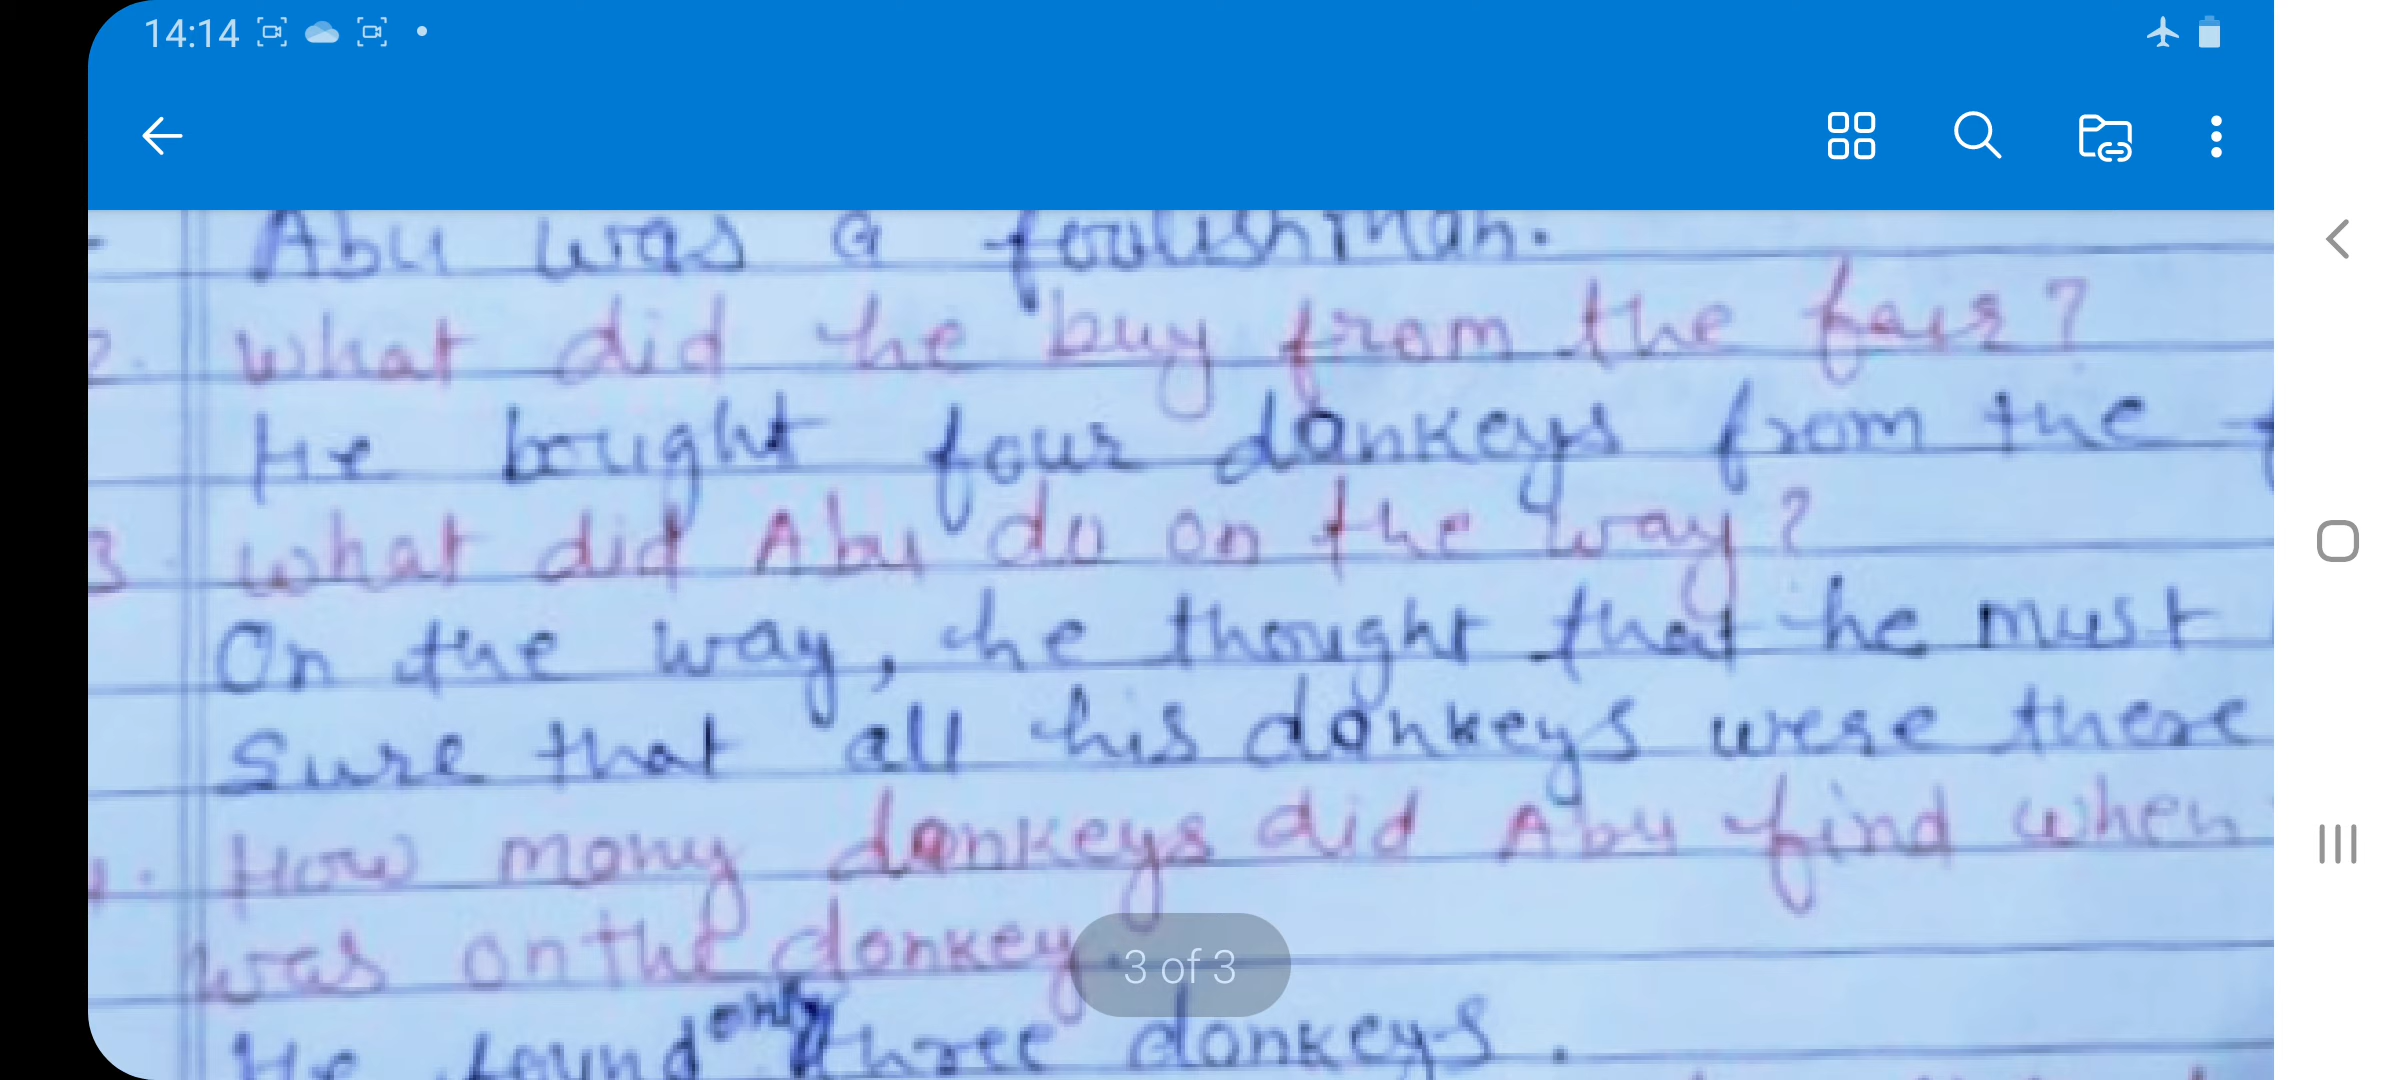 14:14
Abu was a foolish man.
2. What did he buy from the fair?
He bought four donkeys from the
3. What did Abu do on the way?
On the way, he thought that he must
Sure that all his donkeys were there
How many donkeys did Abu find when
was on the donkey.
3 of 3
He found only three donkeys.